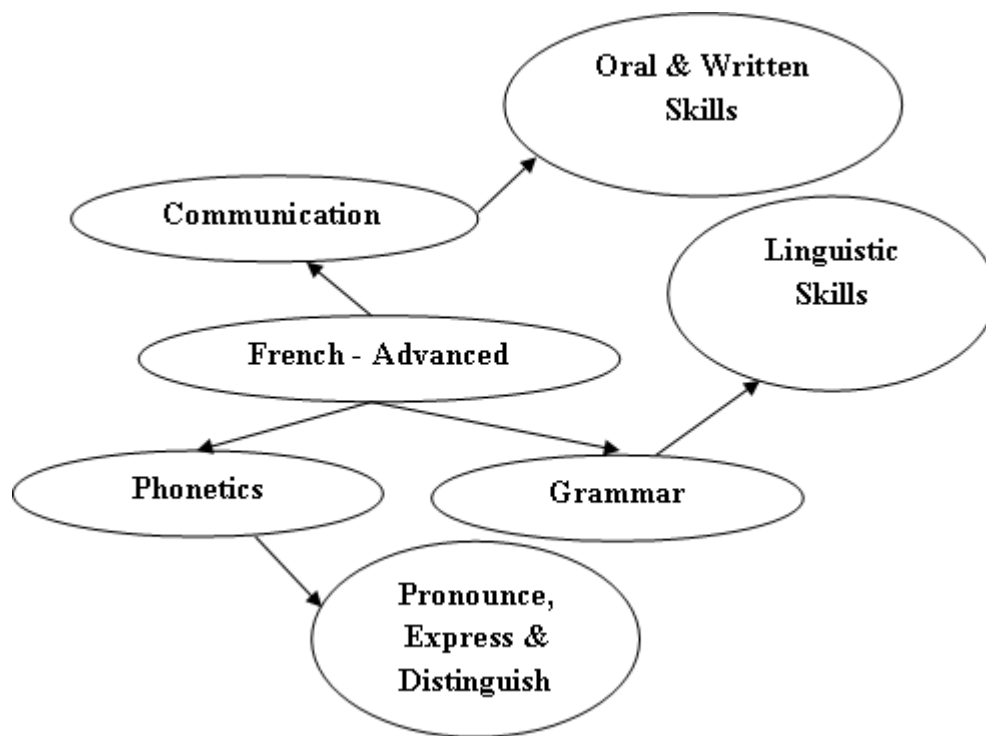 Oral & Written
Skills
Communication
Linguistic
Skills
French - Advanced
Phonetics
Grammar
Pronounce,
Express &
Distinguish